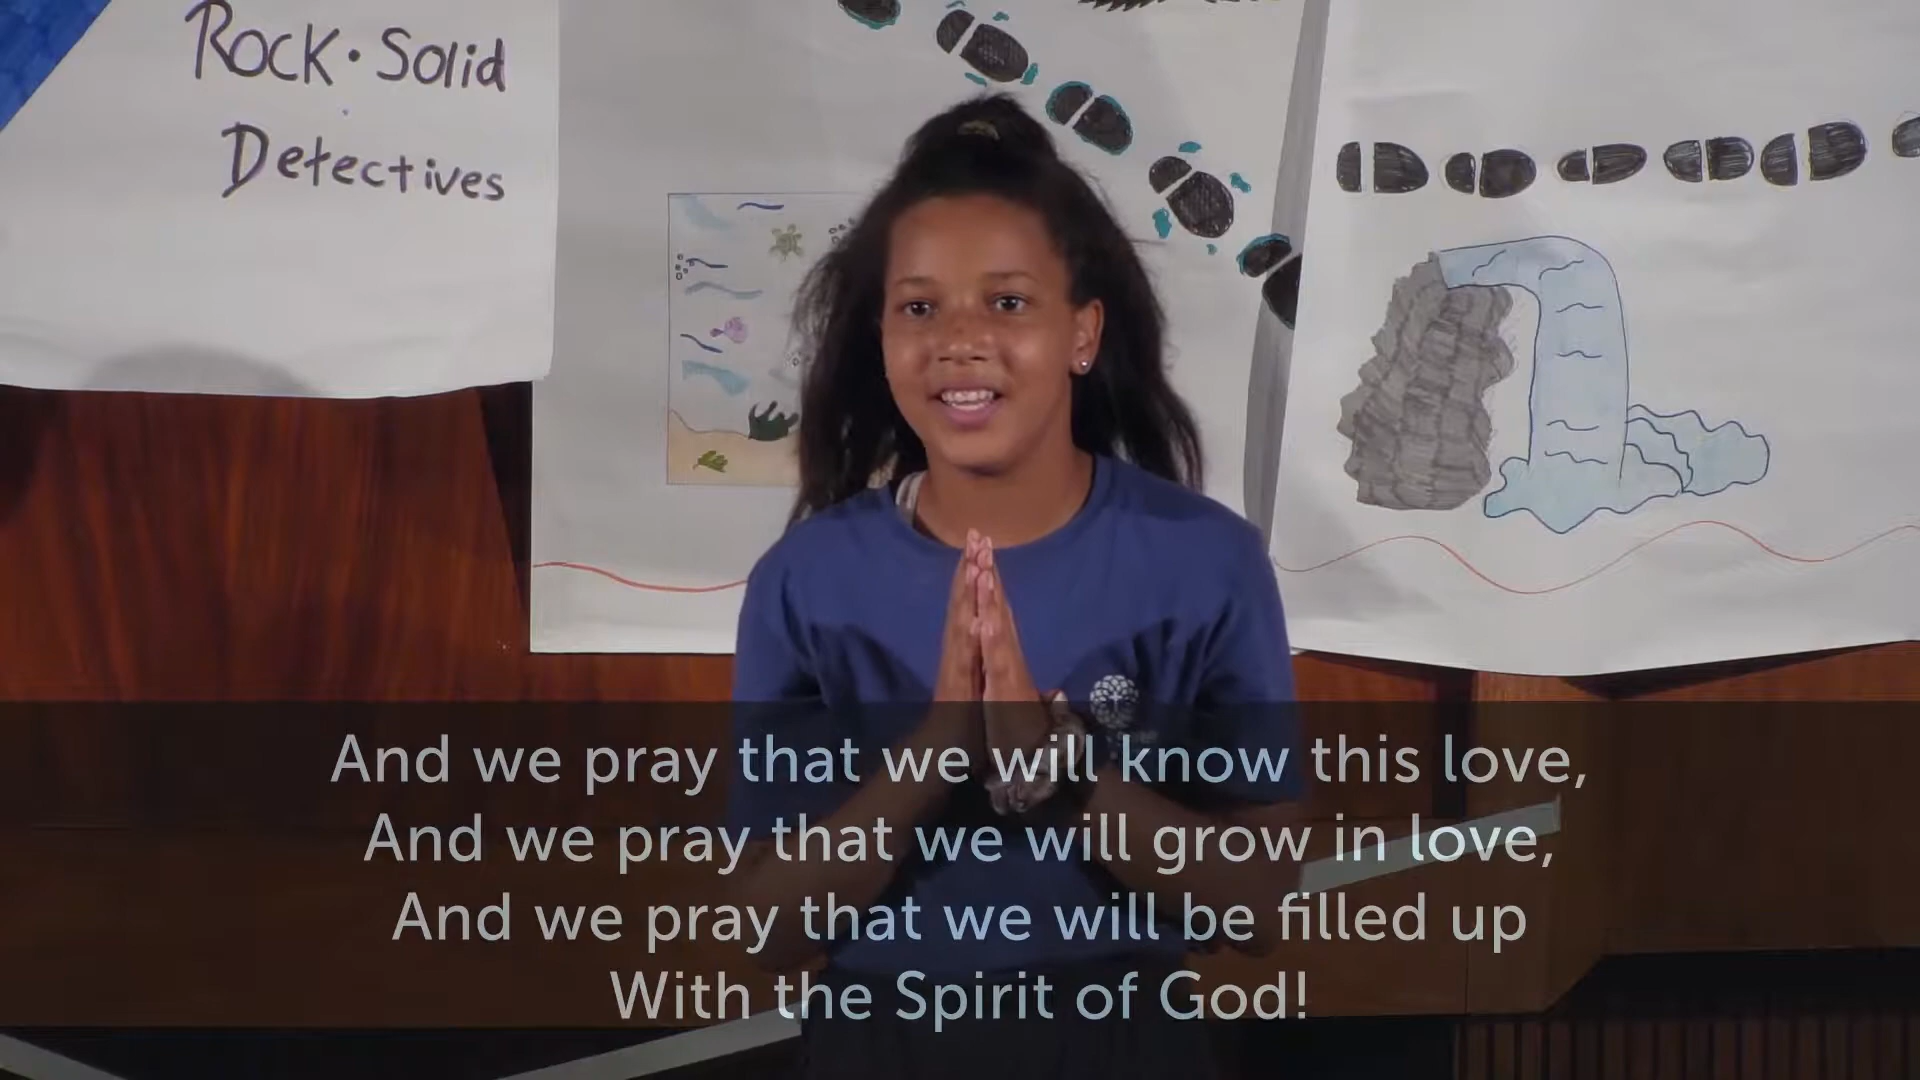 Rock·Solid
Detectives
And we pray that we will know this love,
And we pray that we will grow in love,
And we pray that we will be filled up
With the Spirit of God!